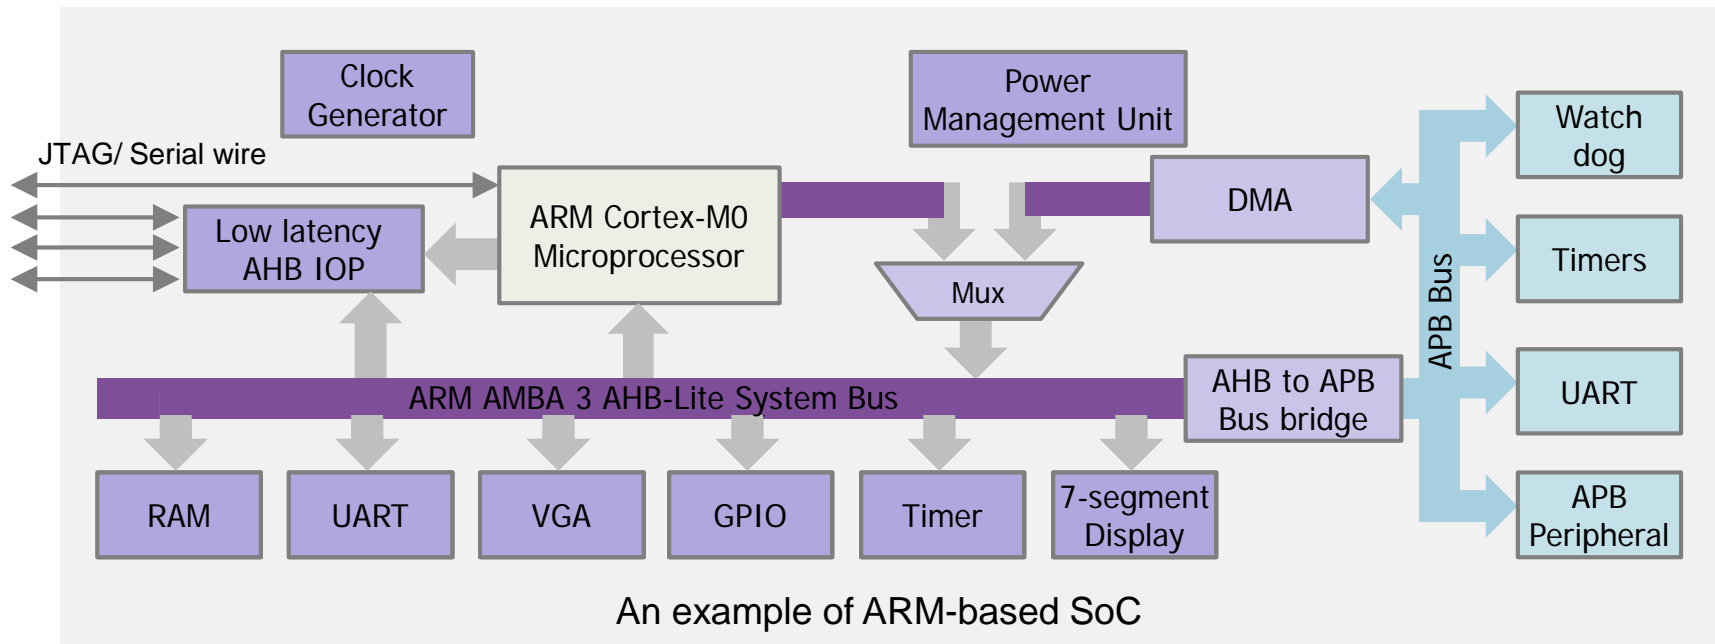 Clock
Generator
Power
Management Unit
JTAG/ Serial wire
Low latency
AHB IOP
ARM Cortex-M0
Microprocessor
DMA
Mux
APB Bus
Watch
dog
Timers
UART
APB
Peripheral
ARM AMBA 3 AHB-Lite System Bus
AHB to APB
Bus bridge
RAM
UART
VGA
GPIO
Timer
7-segment
Display
An example of ARM-based SoC